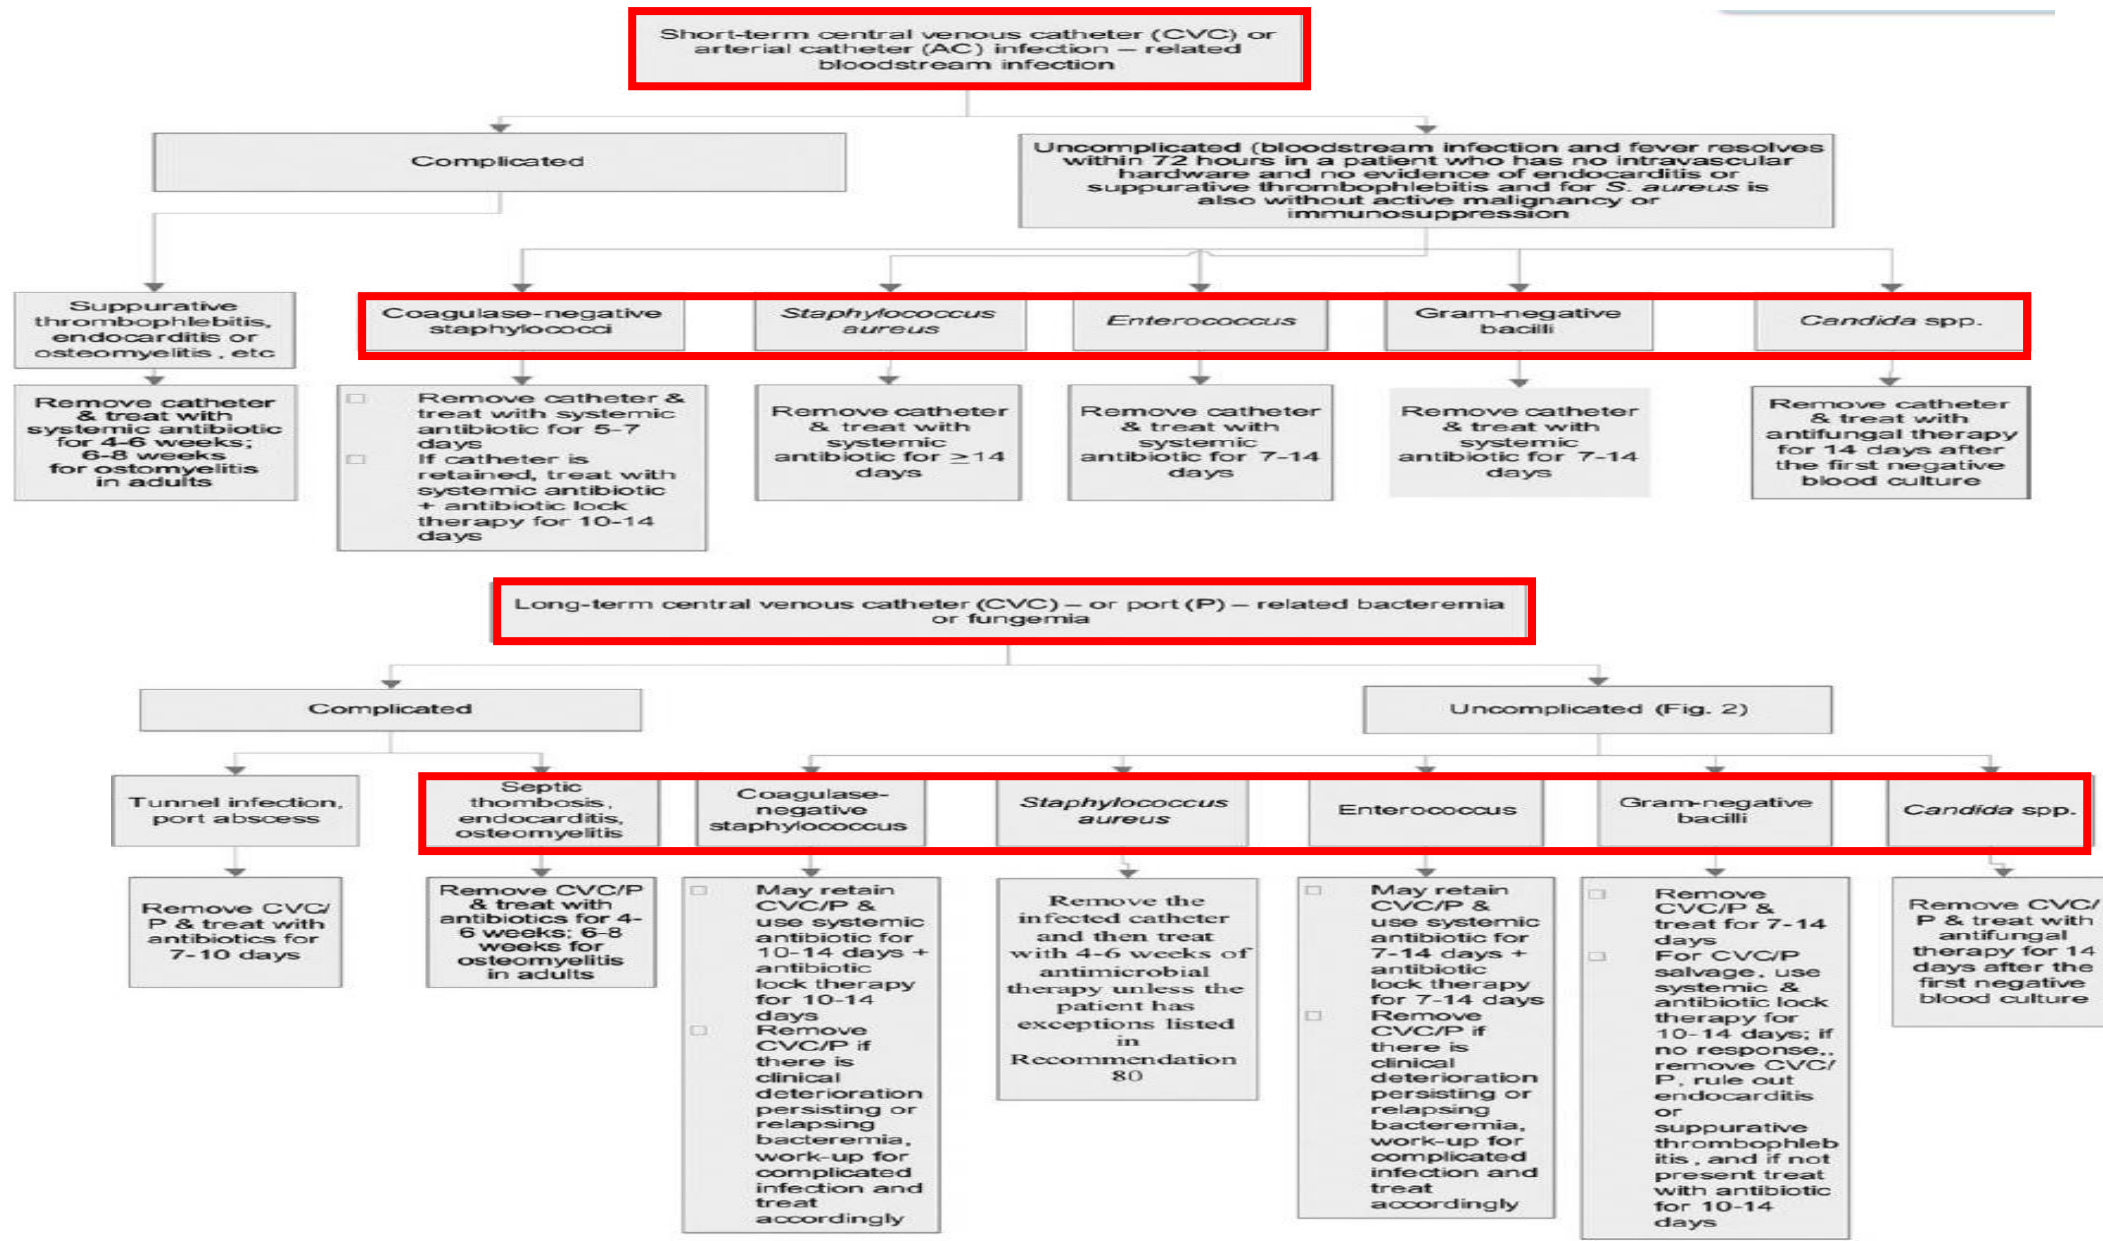 Short-term central venous catheter (CVC) or
arterial catheter (AC) infection – related
bloodstream infection
Complicated
Uncomplicated (bloodstream infection and fever resolves
within 72 hours in a patient who has no intravascular
hardware and no evidence of endocarditis or
suppurative thrombophlebitis and for S. aureus is
also without active malignancy or
immunosuppression
Suppurative
thrombophlebitis,
endocarditis or
osteomyelitis, etc
Coagulase-negative
staphylococci
Staphylococcus
aureus
Enterococcus
Gram-negative
bacilli
Candida spp.
Remove catheter
& treat with
systemic antibiotic
for 4-6 weeks;
6-8 weeks
for ostomyelitis
in adults
Remove catheter &
treat with systemic
antibiotic for 5-7
days
If catheter is
retained, treat with
systemic antibiotic
+ antibiotic lock
therapy for 10-14
days
Remove catheter
& treat with
systemic
antibiotic for ≥14
days
Remove catheter
& treat with
systemic
antibiotic for 7-14
days
Remove catheter
& treat with
systemic
antibiotic for 7-14
days
Remove catheter
& treat with
antifungal therapy
for 14 days after
the first negative
blood culture
Long-term central venous catheter (CVC) – or port (P) – related bacteremia
or fungemia
Complicated
Uncomplicated (Fig. 2)
Tunnel infection,
port abscess
Septic
thombosis,
endocarditis,
osteomyelitis
Coagulase-
negative
staphylococcus
Staphylococcus
aureus
Enterococcus
Gram-negative
bacilli
Candida spp.
Remove CVC/
P & treat with
antibiotics for
7-10 days
Remove CVC/P
& treat with
antibiotics for 4-
6 weeks; 6-8
weeks for
osteomyelitis
in adults
May retain
CVC/P &
use systemic
antibiotic for
10-14 days +
antibiotic
lock therapy
for 10-14
days
Remove
CVC/P if
there is
clinical
deterioration
persisting or
relapsing
bacteremia,
work-up for
complicated
infection and
treat
accordingly
Remove the
infected catheter
and then treat
with 4-6 weeks of
antimicrobial
therapy unless the
patient has
exceptions listed
in
Recommendation
80
May retain
CVC/P &
use systemic
antibiotic for
7-14 days +
antibiotic
lock therapy
for 7-14 days
Remove
CVC/P if
there is
clinical
deterioration
persisting or
relapsing
bacteremia,
work-up for
complicated
infection and
treat
accordingly
Remove
CVC/P &
treat for 7-14
days
For CVC/P
salvage, use
systemic &
antibiotic lock
therapy for
10-14 days; if
no response,.
remove CVC/
P, rule out
endocarditis
or
suppurative
thrombophleb
itis, and if not
present treat
with antibiotic
for 10-14
days
Remove CVC/
P & treat with
antifungal
therapy for 14
days after the
first negative
blood culture